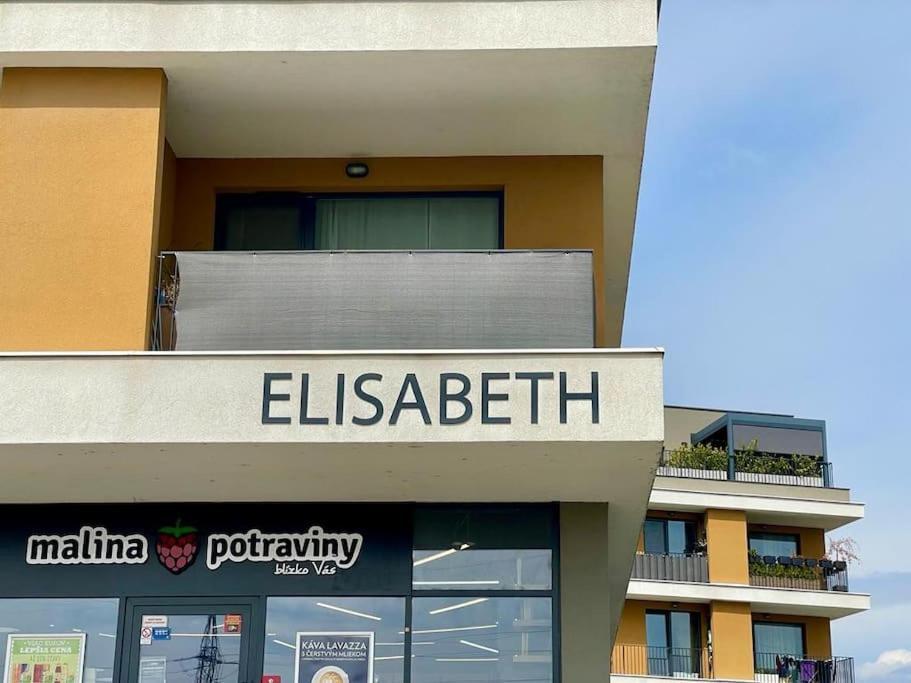 ELISABETH
malina potraviny
blízko Vás
LEPŠIA CENA
KÁVA LAVAZZA
S ČERSTVÝM MLIEKOM